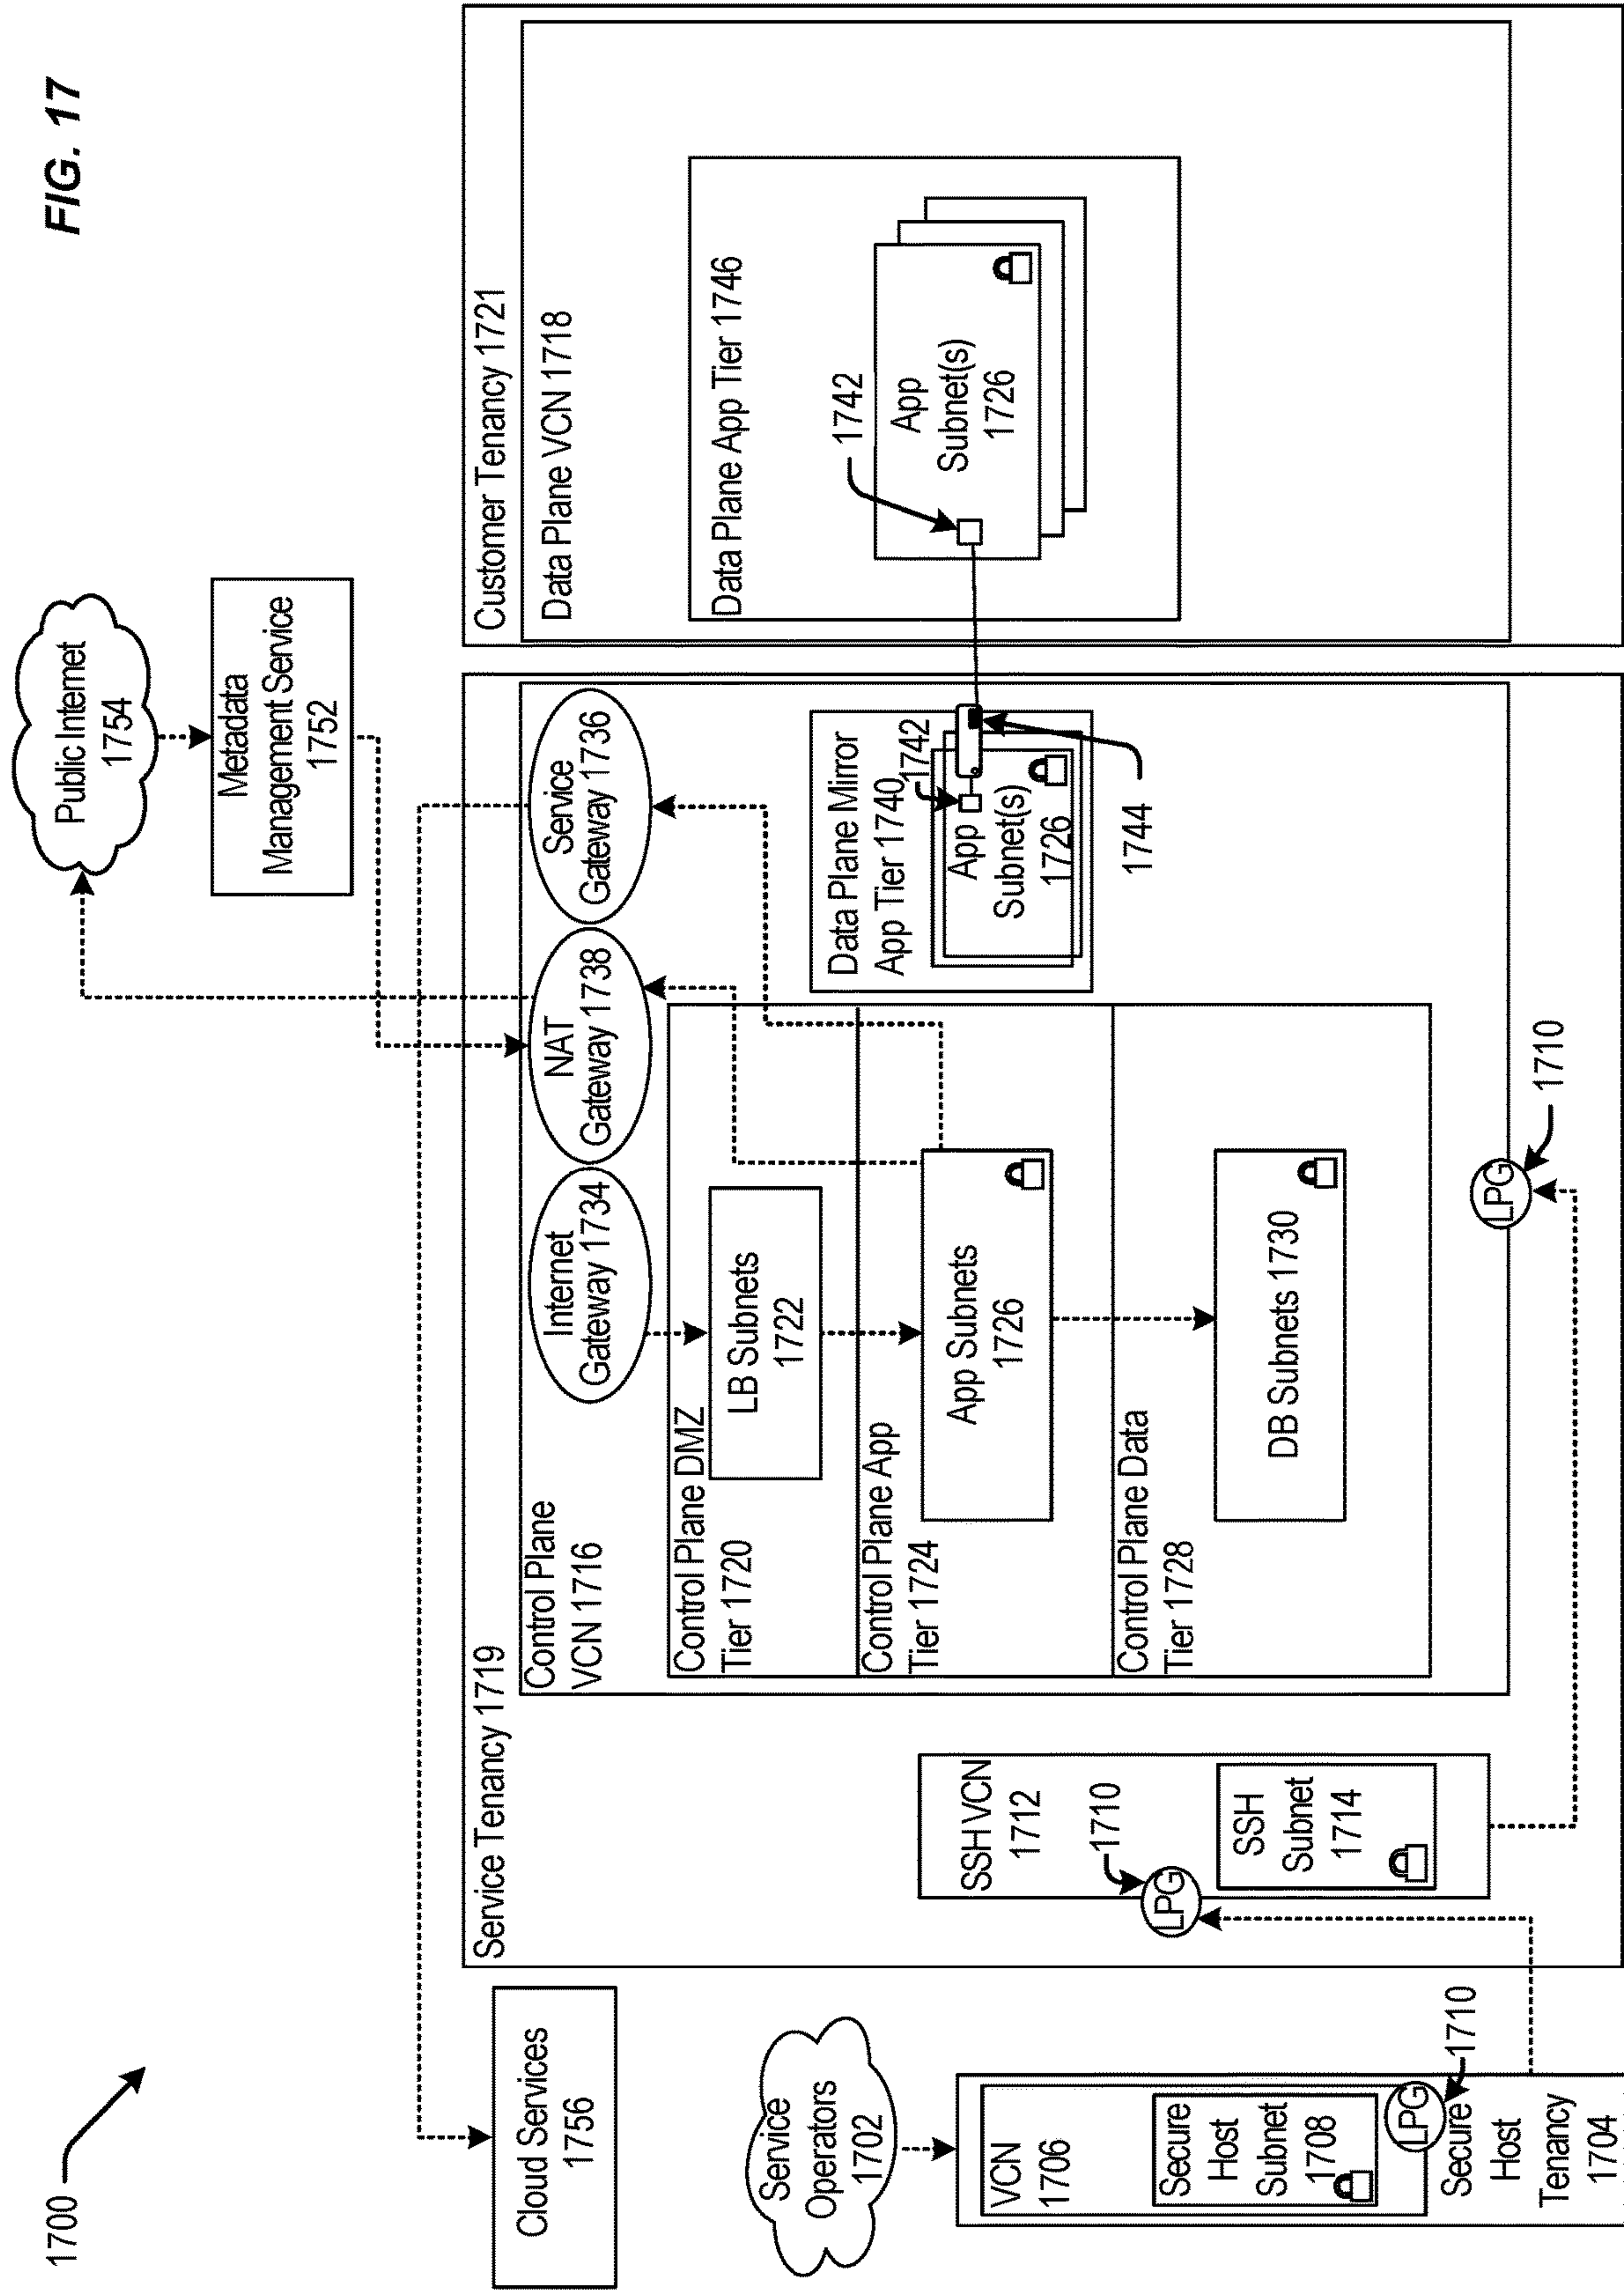 FIG. 17
1700
Public Internet
1754
Metadata
Management Service
1752
Cloud Services
1756
Service
Operators
1702
VCN
1706
Secure
Host
Subnet
1708
LPG
1710
Secure
Host
Tenancy
1704
Service Tenancy 1719
SSH VCN
1712
1710
LPG
SSH
Subnet
1714
Control Plane
VCN 1716
Internet
Gateway 1734
NAT
Gateway 1738
Service
Gateway 1736
Control Plane DMZ
Tier 1720
LB Subnets
1722
Control Plane App
Tier 1724
App Subnets
1726
Control Plane Data
Tier 1728
DB Subnets 1730
LPG
1710
Data Plane Mirror
App Tier 1740
1742
App
Subnet(s)
1726
1744
Customer Tenancy 1721
Data Plane VCN 1718
Data Plane App Tier 1746
1742
App
Subnet(s)
1726